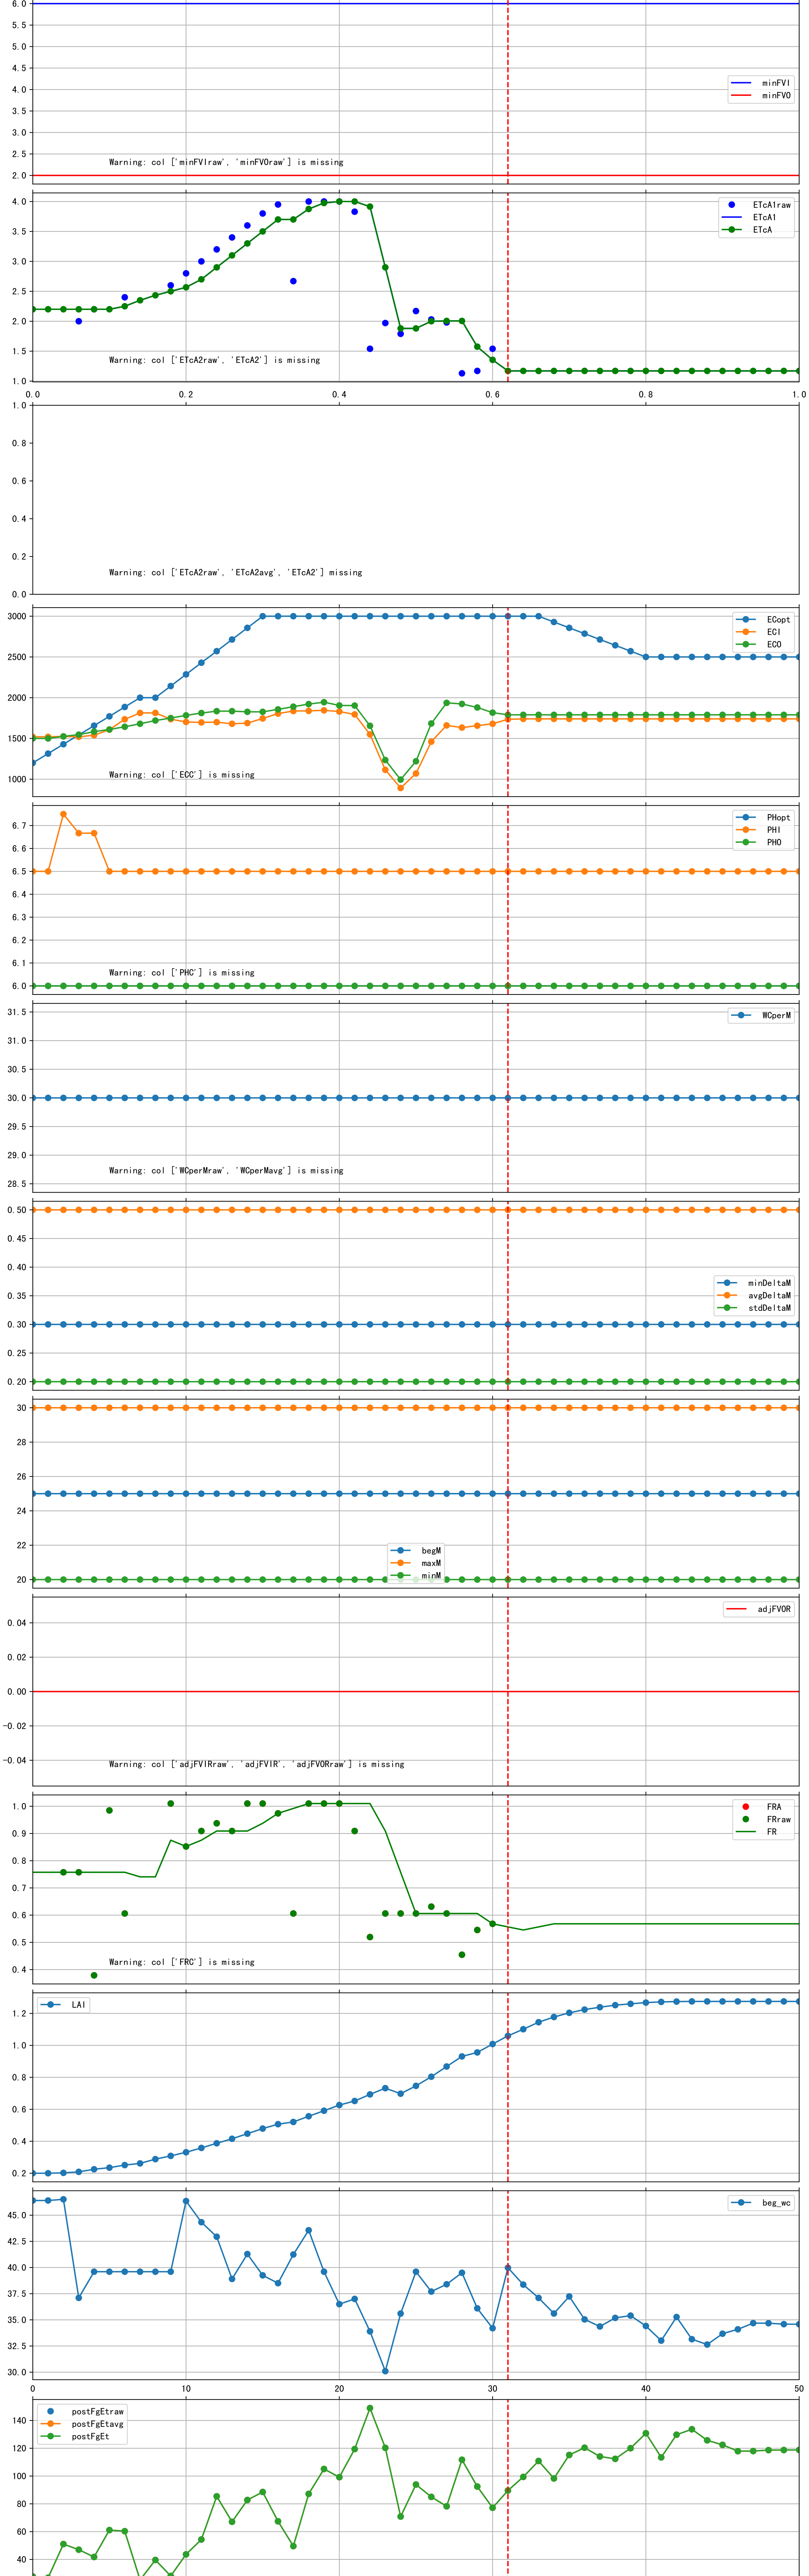 6.0
5.5
5.0
4.5
4.0
3.5
3.0
2.5
2.0
minFVI
minFVO
Warning: col ['minFVIraw', 'minFVOraw'] is missing
4.0
3.5
3.0
2.5
2.0
1.5
1.0
ETcA1raw
ETcA1
ETcA
Warning: col ['ETcA2raw', 'ETcA2'] is missing
0.0 0.2 0.4 0.6 0.8 1.0
1.0
0.8
0.6
0.4
0.2
0.0
Warning: col ['ETcA2raw', 'ETcA2avg', 'ETcA2'] missing
3000
2500
2000
1500
1000
ECopt
ECI
ECO
Warning: col ['ECC'] is missing
6.7
6.6
6.5
6.4
6.3
6.2
6.1
6.0
PHopt
PHI
PHO
Warning: col ['PHC'] is missing
31.5
31.0
30.5
30.0
29.5
29.0
28.5
WCperM
Warning: col ['WCperMraw', 'WCperMavg'] is missing
0.50
0.45
0.40
0.35
0.30
0.25
0.20
minDeltaM
avgDeltaM
stdDeltaM
30
28
26
24
22
20
begM
maxM
minM
0.04
0.02
0.00
−0.02
−0.04
adjFVOR
Warning: col ['adjFVIRraw', 'adjFVIR', 'adjFVORraw'] is missing
1.0
0.9
0.8
0.7
0.6
0.5
0.4
FRA
FRraw
FR
Warning: col ['FRC'] is missing
1.2
1.0
0.8
0.6
0.4
0.2
LAI
45.0
42.5
40.0
37.5
35.0
32.5
30.0
beg_wc
0 10 20 30 40 50
140
120
100
80
60
40
postFgEtraw
postFgEtavg
postFgEt